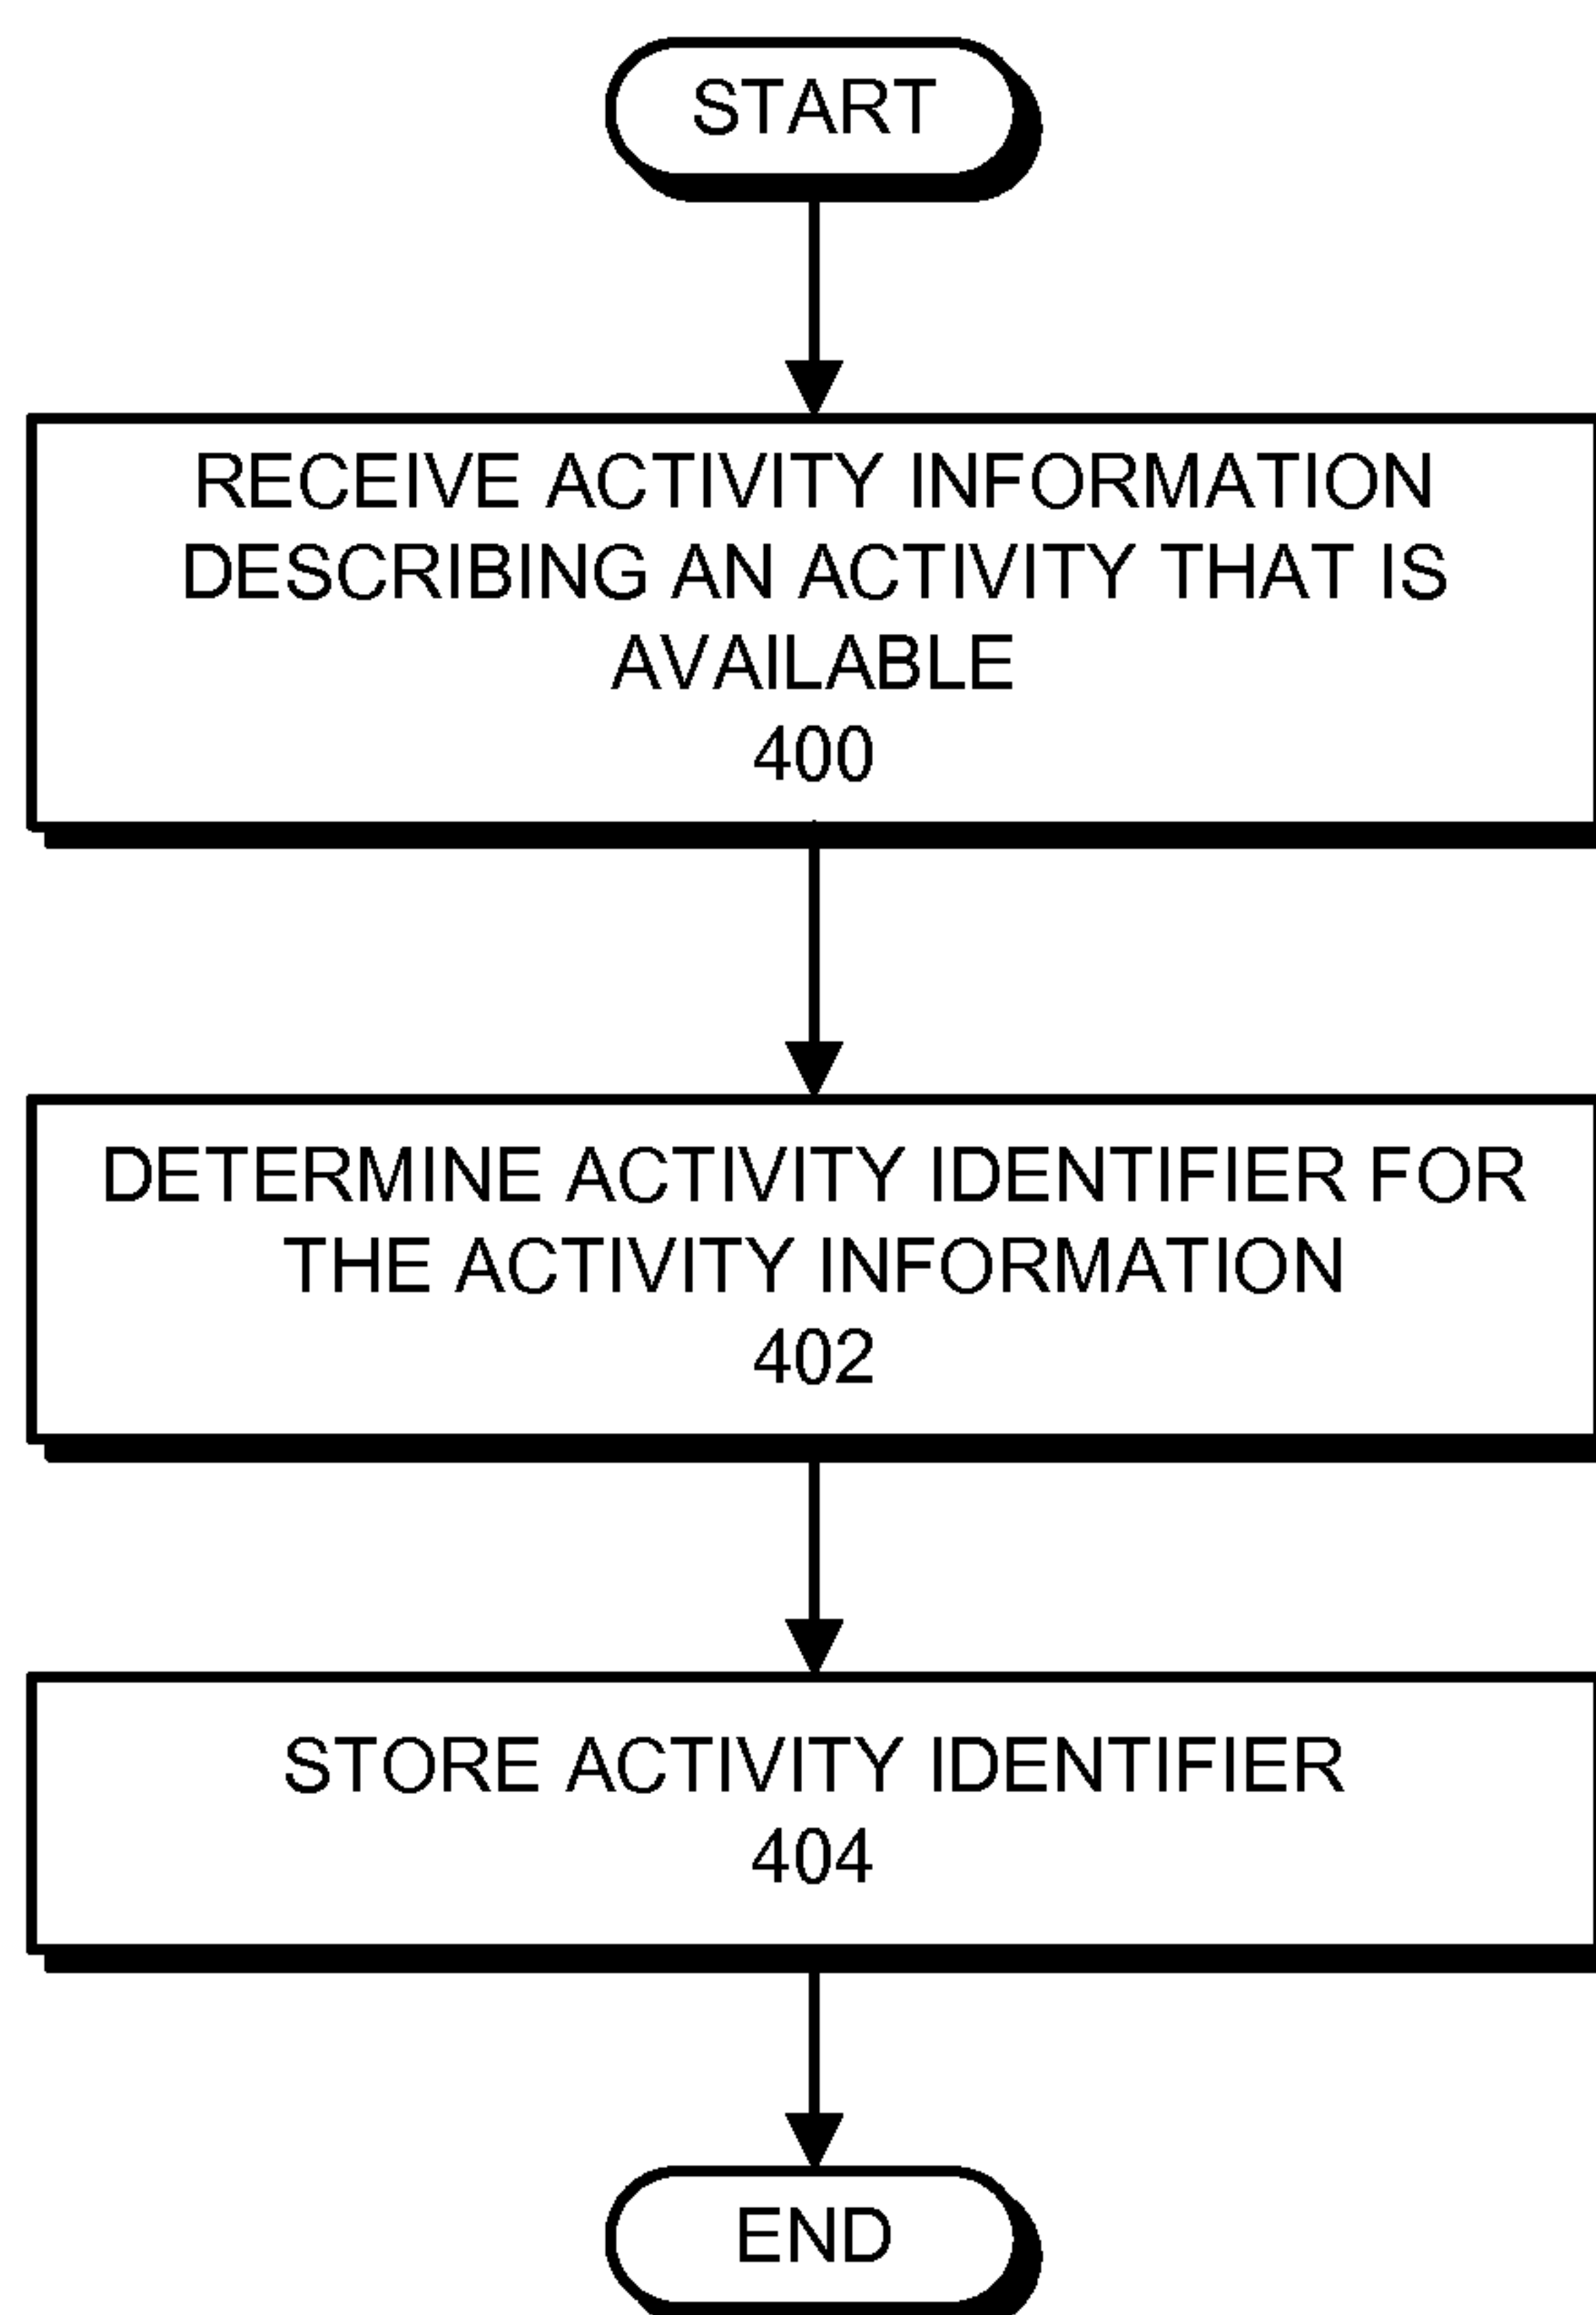 START
RECEIVE ACTIVITY INFORMATION
DESCRIBING AN ACTIVITY THAT IS
AVAILABLE
400
DETERMINE ACTIVITY IDENTIFIER FOR
THE ACTIVITY INFORMATION
402
STORE ACTIVITY IDENTIFIER
404
END